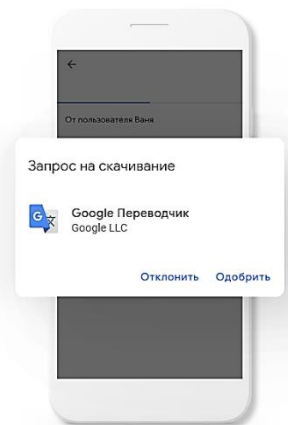 От пользователя Ваня
Запрос на скачивание
Google Переводчик
Google LLC
Отклонить Одобрить